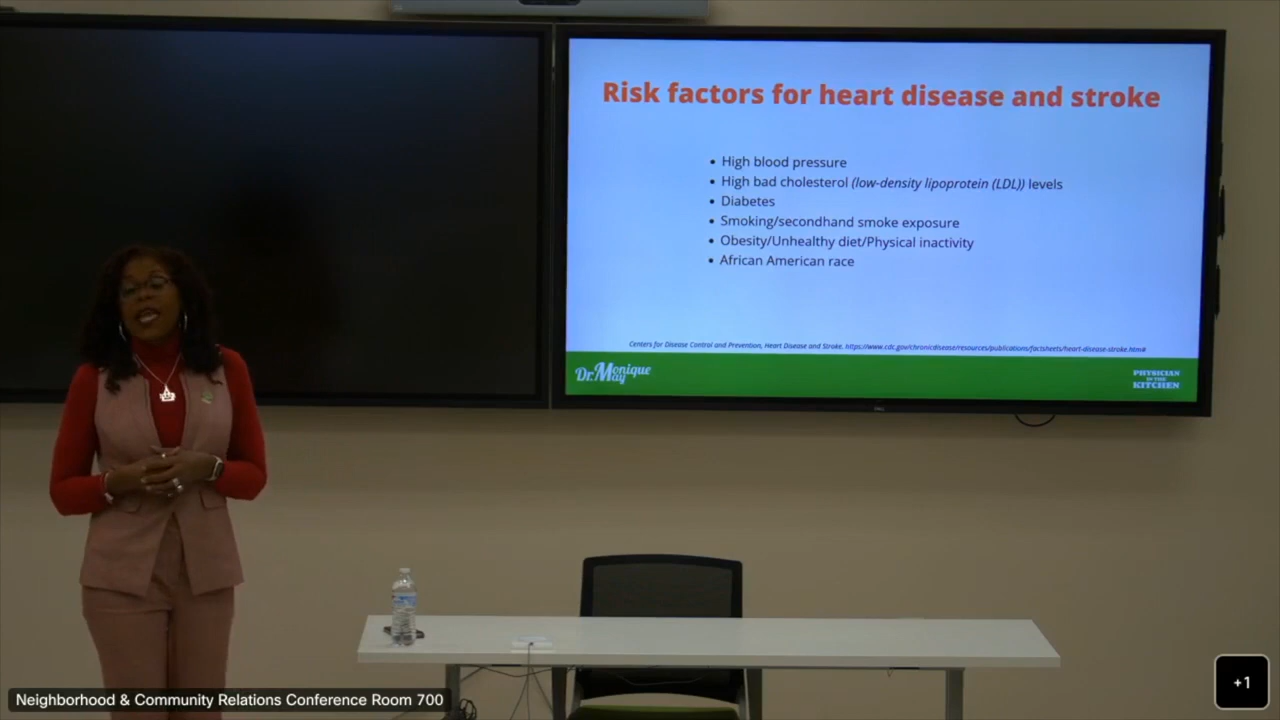 Risk factors for heart disease and stroke
• High blood pressure
• High bad cholesterol (low-density lipoprotein (LDL)) levels
• Diabetes
• Smoking/secondhand smoke exposure
• Obesity/Unhealthy diet/Physical inactivity
• African American race
Centers for Disease Control and Prevention, Heart Disease and Stroke, https://www.cdc.gov/chronicdisease/resources/publications/factsheets/heart-disease-stroke.htm#
Dr. Monique May
PHYSICIAN
IN THE
KITCHEN
Neighborhood & Community Relations Conference Room 700
+1